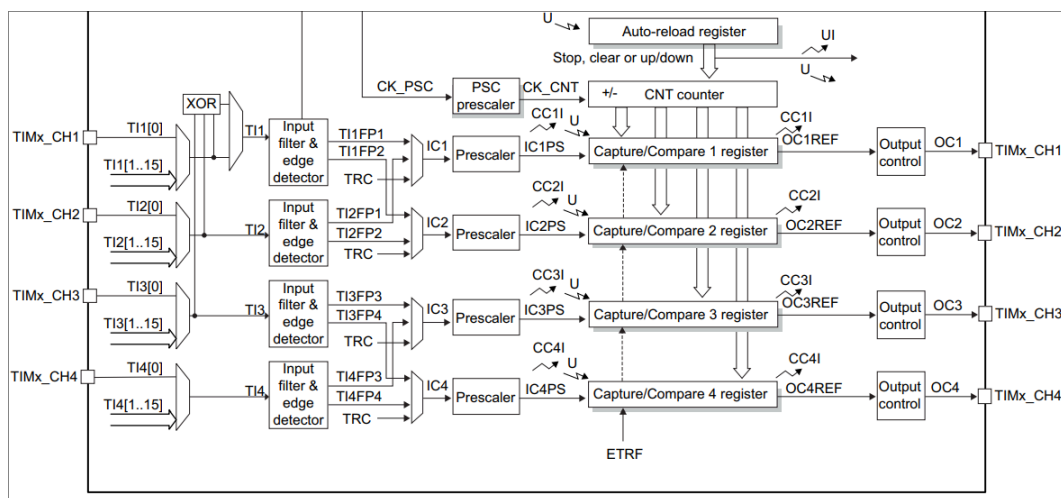 U
Auto-reload register
UI
Stop, clear or up/down
U
CK_PSC
PSC
prescaler
CK_CNT
+/-
CNT counter
XOR
TIMx_CH1
TI1[0]
TI1[1..15]
TI1
Input
filter &
edge
detector
TI1FP1
TI1FP2
TRC
IC1
Prescaler
IC1PS
CC1I
U
Capture/Compare 1 register
CC1I
OC1REF
Output
control
OC1
TIMx_CH1
TIMx_CH2
TI2[0]
TI2[1..15]
TI2
Input
filter &
edge
detector
TI2FP1
TI2FP2
TRC
IC2
Prescaler
IC2PS
CC2I
U
Capture/Compare 2 register
CC2I
OC2REF
Output
control
OC2
TIMx_CH2
TIMx_CH3
TI3[0]
TI3[1..15]
TI3
Input
filter &
edge
detector
TI3FP3
TI3FP4
TRC
IC3
Prescaler
IC3PS
CC3I
U
Capture/Compare 3 register
CC3I
OC3REF
Output
control
OC3
TIMx_CH3
TIMx_CH4
TI4[0]
TI4[1..15]
TI4
Input
filter &
edge
detector
TI4FP3
TI4FP4
TRC
IC4
Prescaler
IC4PS
CC4I
U
Capture/Compare 4 register
CC4I
OC4REF
Output
control
OC4
TIMx_CH4
ETRF